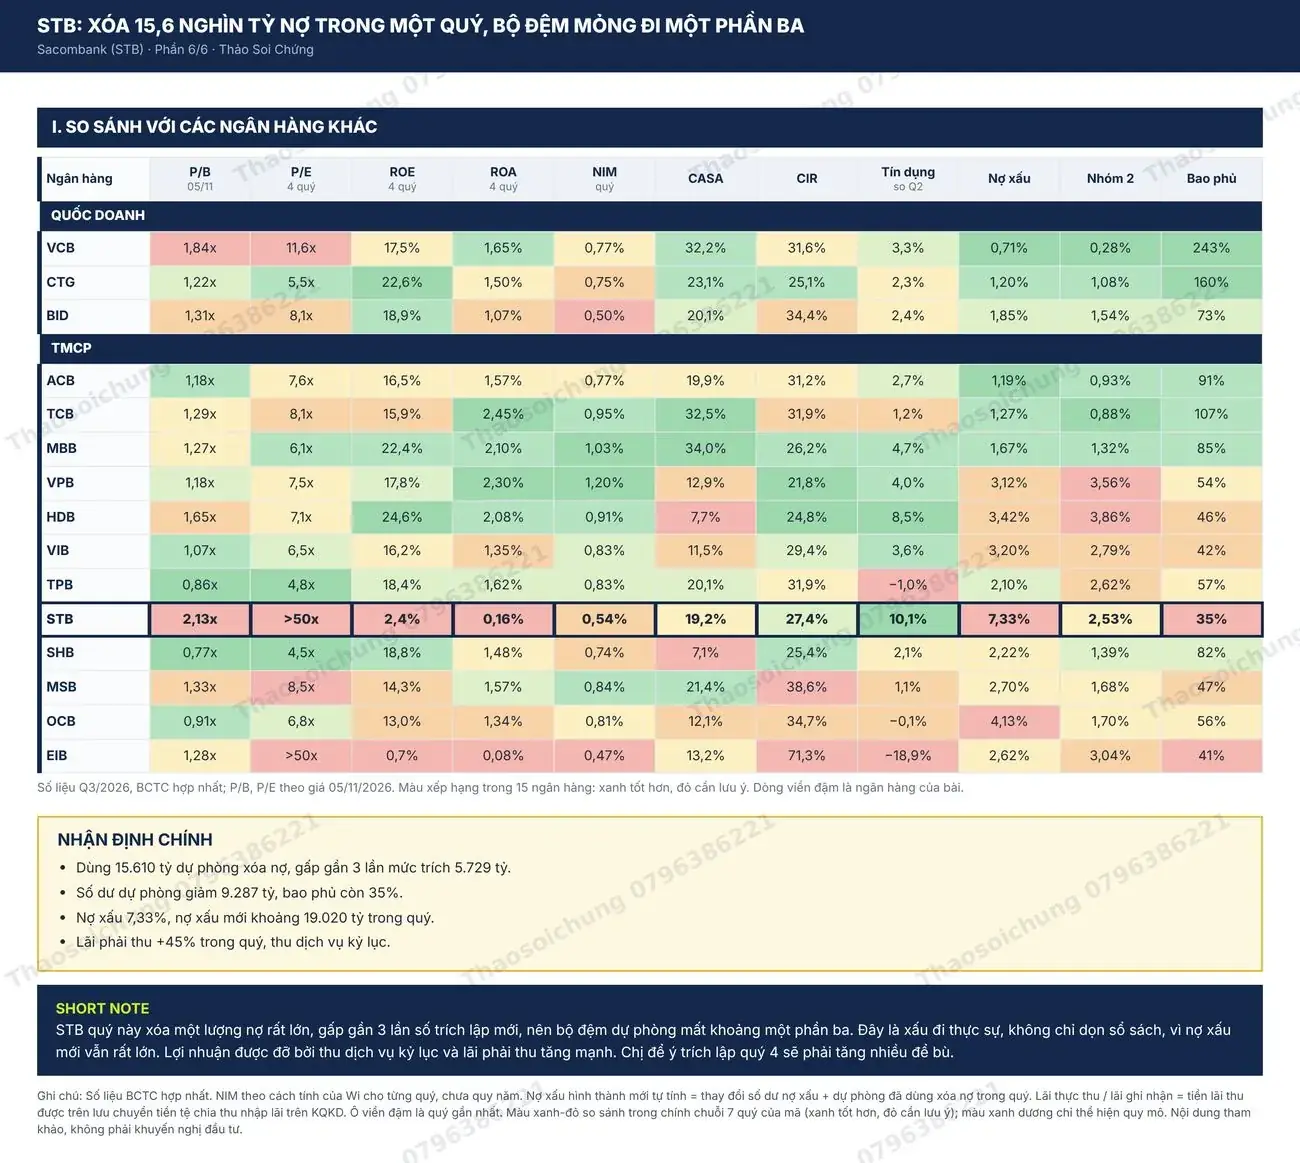 STB: XÓA 15,6 NGHÌN TỶ NỢ TRONG MỘT QUÝ, BỘ ĐỆM MỎNG ĐI MỘT PHẦN BA
Sacombank (STB) · Phần 6/6 · Thảo Soi Chứng
I. SO SÁNH VỚI CÁC NGÂN HÀNG KHÁC
Ngân hàng P/B 05/11 P/E 4 quý ROE 4 quý ROA 4 quý NIM quý CASA CIR Tín dụng so Q2 Nợ xấu Nhóm 2 Bao phủ
QUỐC DOANH
VCB 1,84x 11,6x 17,5% 1,65% 0,77% 32,2% 31,6% 3,3% 0,71% 0,28% 243%
CTG 1,22x 5,5x 22,6% 1,50% 0,75% 23,1% 25,1% 2,3% 1,20% 1,08% 160%
BID 1,31x 8,1x 18,9% 1,07% 0,50% 20,1% 34,4% 2,4% 1,85% 1,54% 73%
TMCP
ACB 1,18x 7,6x 16,5% 1,57% 0,77% 19,9% 31,2% 2,7% 1,19% 0,93% 91%
TCB 1,29x 8,1x 15,9% 2,45% 0,95% 32,5% 31,9% 1,2% 1,27% 0,88% 107%
MBB 1,27x 6,1x 22,4% 2,10% 1,03% 34,0% 26,2% 4,7% 1,67% 1,32% 85%
VPB 1,18x 7,5x 17,8% 2,30% 1,20% 12,9% 21,8% 4,0% 3,12% 3,56% 54%
HDB 1,65x 7,1x 24,6% 2,08% 0,91% 7,7% 24,8% 8,5% 3,42% 3,86% 46%
VIB 1,07x 6,5x 16,2% 1,35% 0,83% 11,5% 29,4% 3,6% 3,20% 2,79% 42%
TPB 0,86x 4,8x 18,4% 1,62% 0,83% 20,1% 31,9% −1,0% 2,10% 2,62% 57%
STB 2,13x >50x 2,4% 0,16% 0,54% 19,2% 27,4% 10,1% 7,33% 2,53% 35%
SHB 0,77x 4,5x 18,8% 1,48% 0,74% 7,1% 25,4% 2,1% 2,22% 1,39% 82%
MSB 1,33x 8,5x 14,3% 1,57% 0,84% 21,4% 38,6% 1,1% 2,70% 1,68% 47%
OCB 0,91x 6,8x 13,0% 1,34% 0,81% 12,1% 34,7% −0,1% 4,13% 1,70% 56%
EIB 1,28x >50x 0,7% 0,08% 0,47% 13,2% 71,3% −18,9% 2,62% 3,04% 41%
Số liệu Q3/2026, BCTC hợp nhất; P/B, P/E theo giá 05/11/2026. Màu xếp hạng trong 15 ngân hàng: xanh tốt hơn, đỏ cần lưu ý. Dòng viền đậm là ngân hàng của bài.
NHẬN ĐỊNH CHÍNH
• Dùng 15.610 tỷ dự phòng xóa nợ, gấp gần 3 lần mức trích 5.729 tỷ.
• Số dư dự phòng giảm 9.287 tỷ, bao phủ còn 35%.
• Nợ xấu 7,33%, nợ xấu mới khoảng 19.020 tỷ trong quý.
• Lãi phải thu +45% trong quý, thu dịch vụ kỷ lục.
SHORT NOTE
STB quý này xóa một lượng nợ rất lớn, gấp gần 3 lần số trích lập mới, nên bộ đệm dự phòng mất khoảng một phần ba. Đây là xấu đi thực sự, không chỉ dọn sổ sách, vì nợ xấu
mới vẫn rất lớn. Lợi nhuận được đỡ bởi thu dịch vụ kỷ lục và lãi phải thu tăng mạnh. Chị để ý trích lập quý 4 sẽ phải tăng nhiều để bù.
Ghi chú: Số liệu BCTC hợp nhất. NIM theo cách tính của Wi cho từng quý, chưa quy năm. Nợ xấu hình thành mới tự tính = thay đổi số dư nợ xấu + dự phòng đã dùng xóa nợ trong quý. Lãi thực thu / lãi ghi nhận = tiền lãi thu
được trên lưu chuyển tiền tệ chia thu nhập lãi trên KQKD. Ô viền đậm là quý gần nhất. Màu xanh-đỏ so sánh trong chính chuỗi 7 quý của mã (xanh tốt hơn, đỏ cần lưu ý); màu xanh dương chỉ thể hiện quy mô. Nội dung tham
khảo, không phải khuyến nghị đầu tư.
Thaosoichung 0796386221